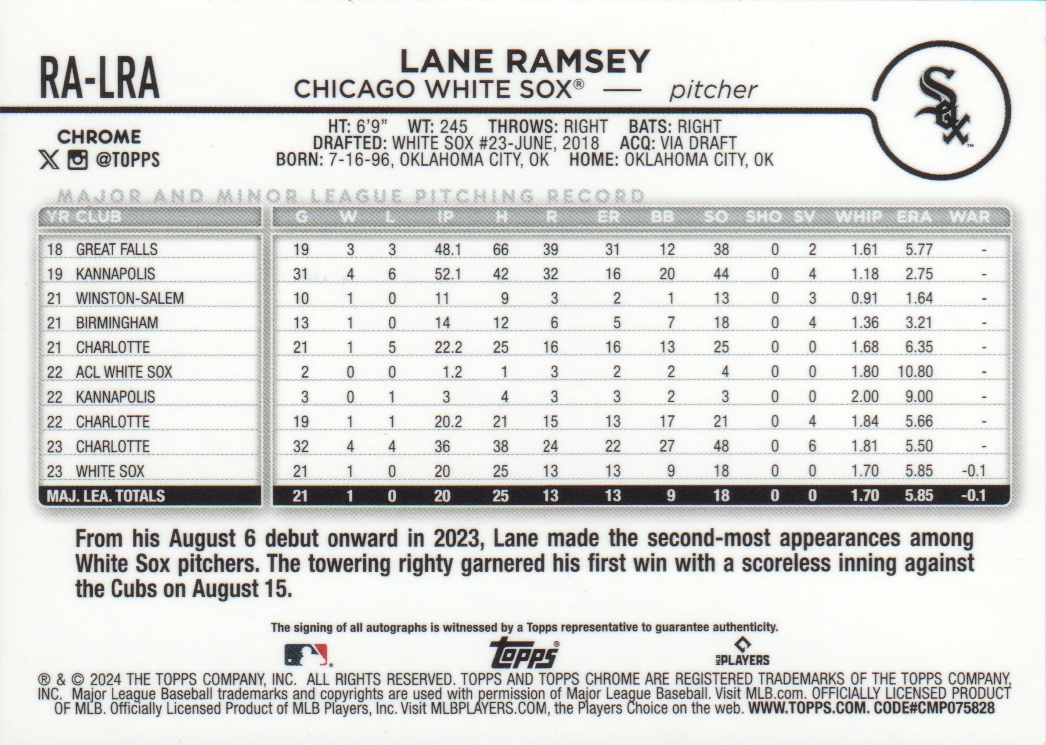 RA-LRA
LANE RAMSEY
CHICAGO WHITE SOX® — pitcher
Sox
™
CHROME
X @TOPPS
HT: 6'9" WT: 245 THROWS: RIGHT BATS: RIGHT
DRAFTED: WHITE SOX #23-JUNE, 2018 ACQ: VIA DRAFT
BORN: 7-16-96, OKLAHOMA CITY, OK HOME: OKLAHOMA CITY, OK
MAJOR AND MINOR LEAGUE PITCHING RECORD
YR CLUB G W L IP H R ER BB SO SHO SV WHIP ERA WAR
18 GREAT FALLS 19 3 3 48.1 66 39 31 12 38 0 2 1.61 5.77 -
19 KANNAPOLIS 31 4 6 52.1 42 32 16 20 44 0 4 1.18 2.75 -
21 WINSTON-SALEM 10 1 0 11 9 3 2 1 13 0 3 0.91 1.64 -
21 BIRMINGHAM 13 1 0 14 12 6 5 7 18 0 4 1.36 3.21 -
21 CHARLOTTE 21 1 5 22.2 25 16 16 13 25 0 0 1.68 6.35 -
22 ACL WHITE SOX 2 0 0 1.2 1 3 2 2 4 0 0 1.80 10.80 -
22 KANNAPOLIS 3 0 1 3 4 3 3 2 3 0 0 2.00 9.00 -
22 CHARLOTTE 19 1 1 20.2 21 15 13 17 21 0 4 1.84 5.66 -
23 CHARLOTTE 32 4 4 36 38 24 22 27 48 0 6 1.81 5.50 -
23 WHITE SOX 21 1 0 20 25 13 13 9 18 0 0 1.70 5.85 -0.1
MAJ. LEA. TOTALS 21 1 0 20 25 13 13 9 18 0 0 1.70 5.85 -0.1
From his August 6 debut onward in 2023, Lane made the second-most appearances among
White Sox pitchers. The towering righty garnered his first win with a scoreless inning against
the Cubs on August 15.
The signing of all autographs is witnessed by a Topps representative to guarantee authenticity.
Topps® MLB PLAYERS
® & © 2024 THE TOPPS COMPANY, INC. ALL RIGHTS RESERVED. TOPPS AND TOPPS CHROME ARE REGISTERED TRADEMARKS OF THE TOPPS COMPANY,
INC. Major League Baseball trademarks and copyrights are used with permission of Major League Baseball. Visit MLB.com. OFFICIALLY LICENSED PRODUCT
OF MLB. Officially Licensed Product of MLB Players, Inc. Visit MLBPLAYERS.COM, the Players Choice on the web. WWW.TOPPS.COM. CODE#CMP075828